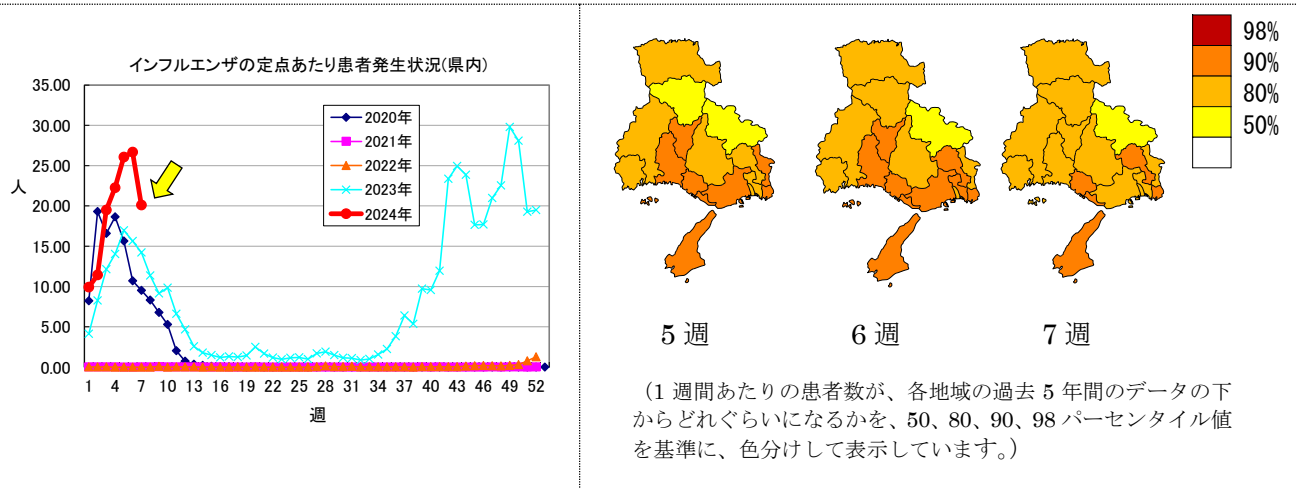 インフルエンザの定点あたり患者発生状況(県内)
35.00
30.00
25.00
20.00
15.00
10.00
5.00
0.00
人
2020年
2021年
2022年
2023年
2024年
1 4 7 10 13 16 19 22 25 28 31 34 37 40 43 46 49 52
週
98%
90%
80%
50%
5 週
6 週
7 週
（1 週間あたりの患者数が、各地域の過去 5 年間のデータの下
からどれぐらいになるかを、50、80、90、98 パーセンタイル値
を基準に、色分けして表示しています。）